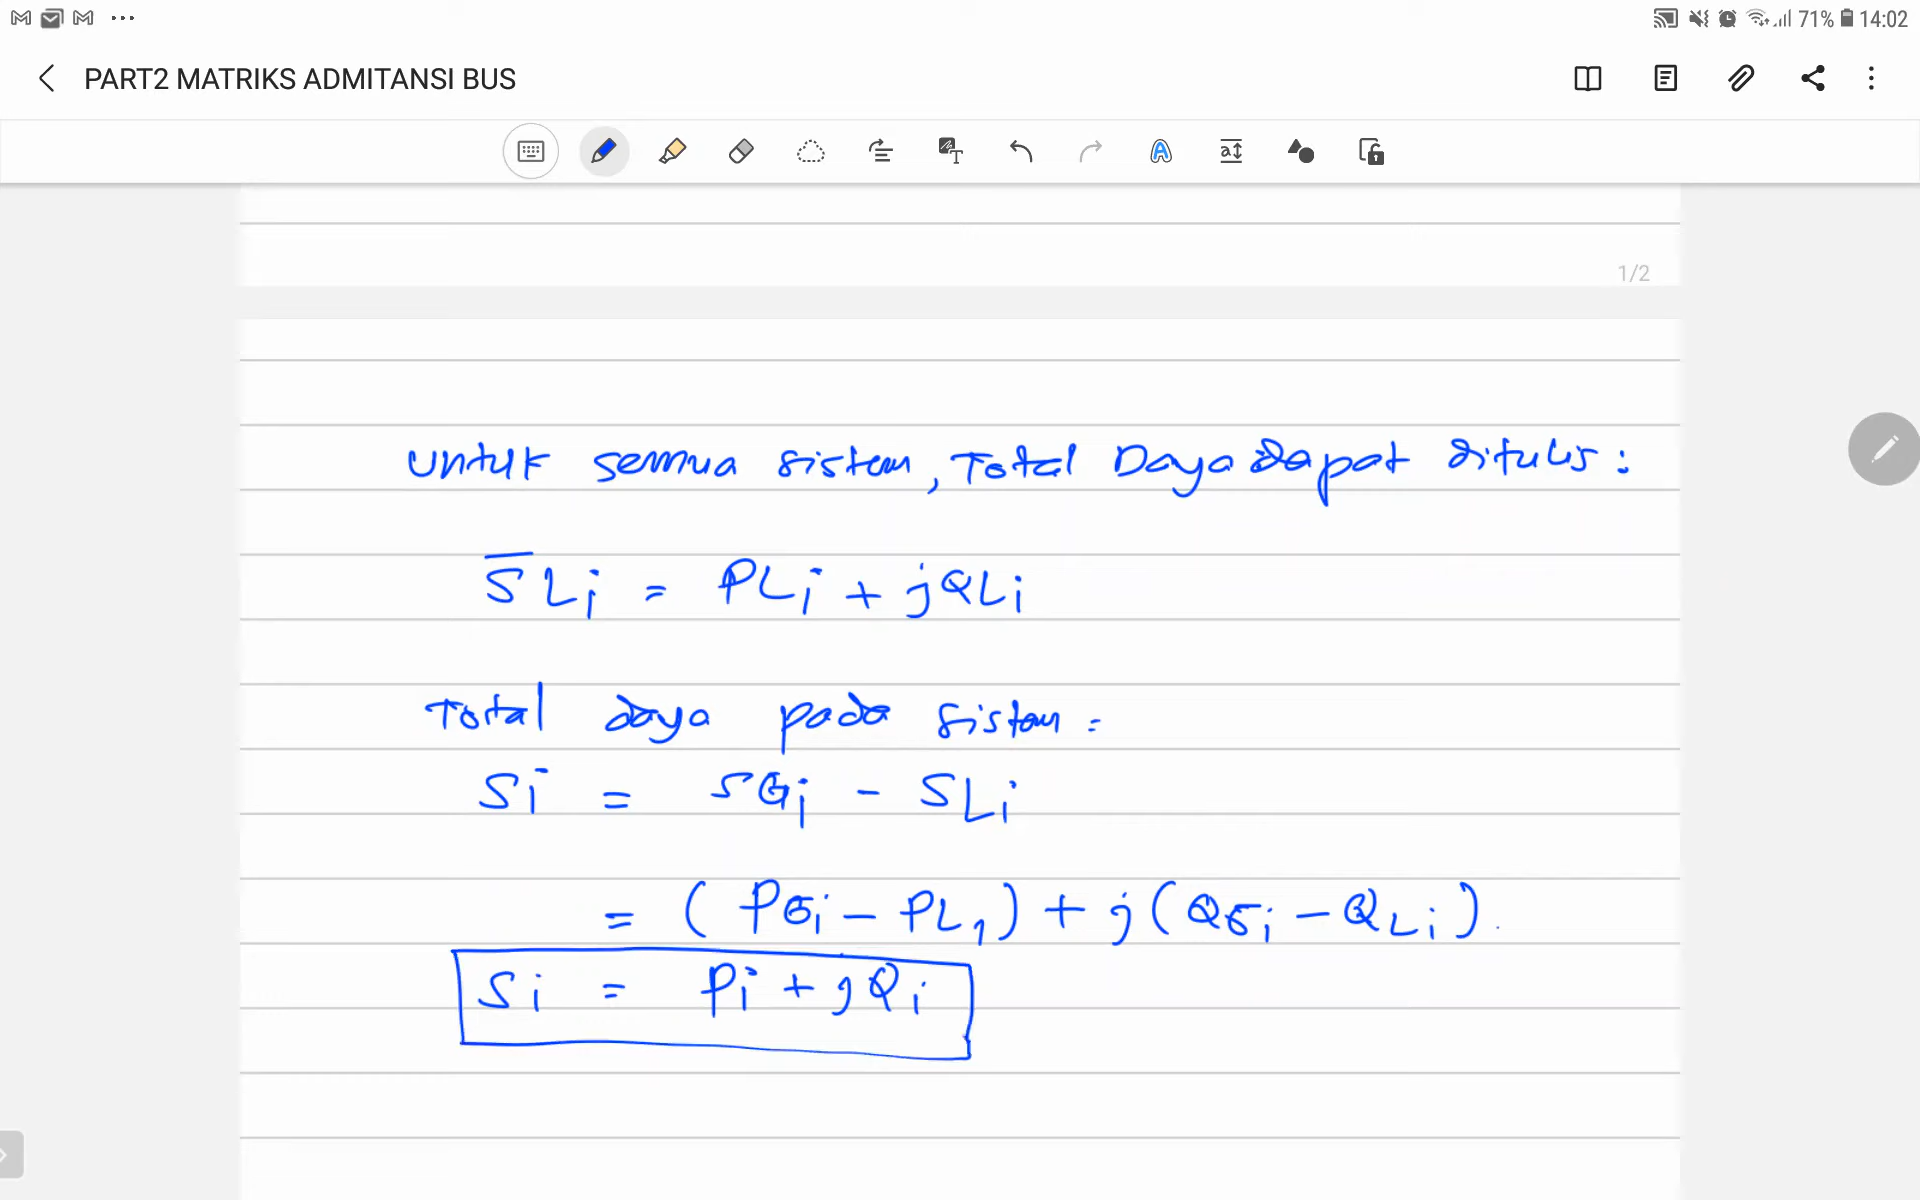 71% 14:02
PART2 MATRIKS ADMITANSI BUS
1/2
Untuk semua sistem, Total Daya dapat ditulis :
S̅Li = PLi + jQLi
Total daya pada sistem :
Si = SGi - SLi
= ( PGi - PL1 ) + j ( QGi - QLi ) .
Si = Pi + jQi